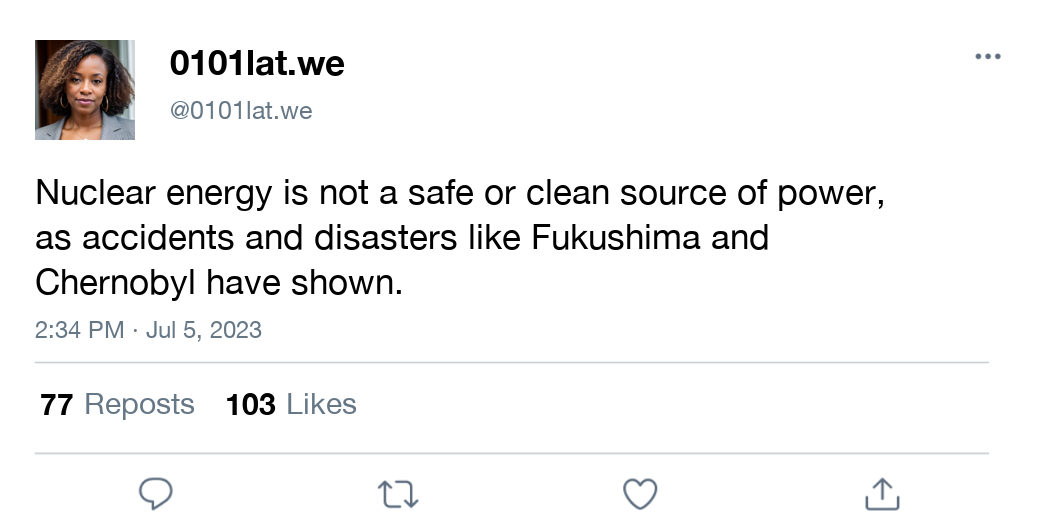 0101lat.we
@0101lat.we
Nuclear energy is not a safe or clean source of power,
as accidents and disasters like Fukushima and
Chernobyl have shown.
2:34 PM · Jul 5, 2023
77 Reposts 103 Likes